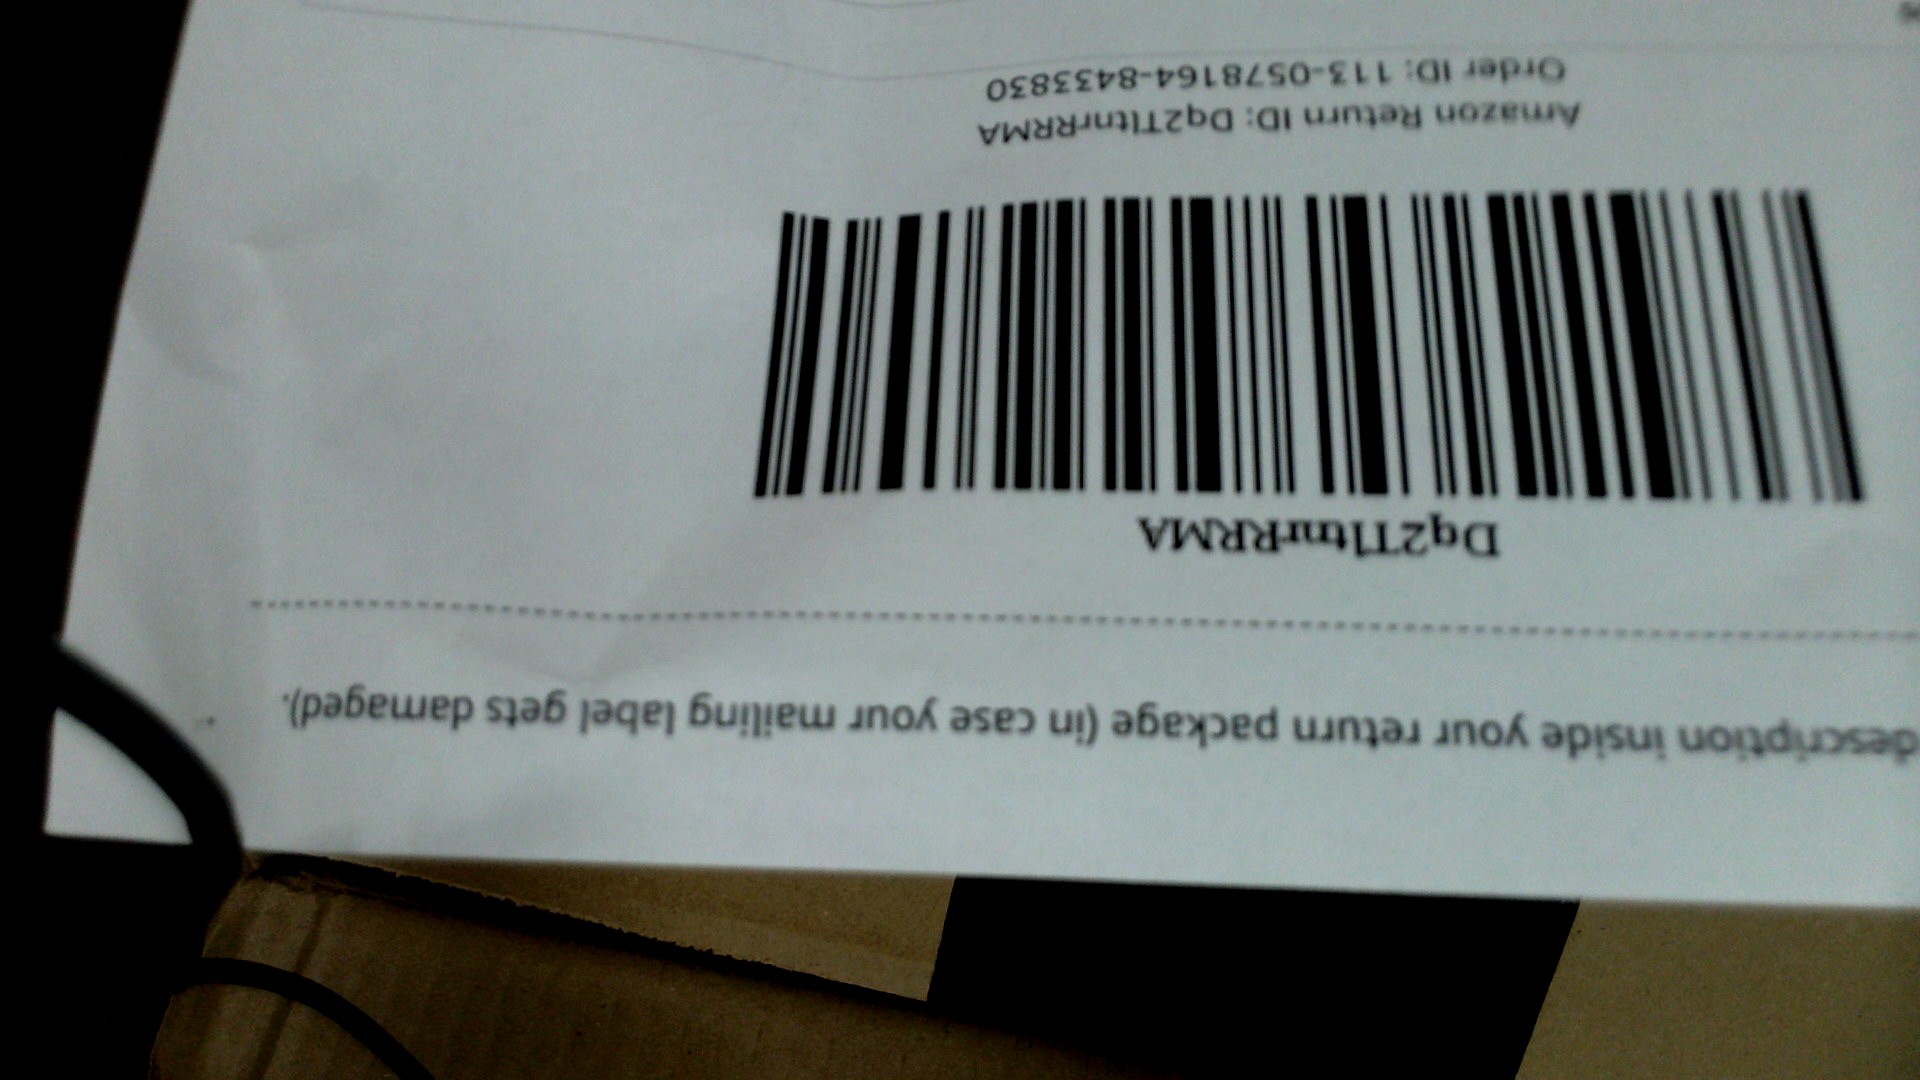 description inside your return package (in case your mailing label gets damaged).
Dq2TltnrRRMA
Amazon Return ID: Dq2TltnrRRMA
Order ID: 113-0578164-8433830